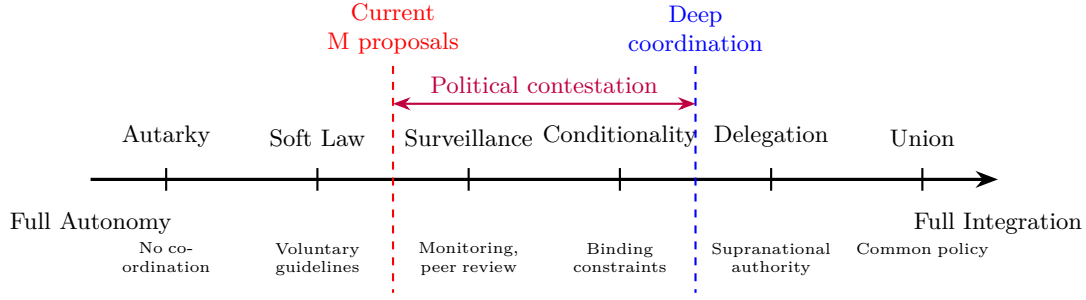 Current
M proposals
Deep
coordination
Political contestation
Autarky
Soft Law
Surveillance
Conditionality
Delegation
Union
Full Autonomy
Full Integration
No co-
ordination
Voluntary
guidelines
Monitoring,
peer review
Binding
constraints
Supranational
authority
Common policy